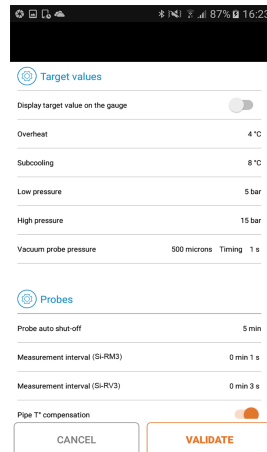 87% 16:23
Target values
Display target value on the gauge
Overheat 4 °C
Subcooling 8 °C
Low pressure 5 bar
High pressure 15 bar
Vacuum probe pressure 500 microns Timing 1 s
Probes
Probe auto shut-off 5 min
Measurement interval (Si-RM3) 0 min 1 s
Measurement interval (Si-RV3) 0 min 3 s
Pipe T° compensation
CANCEL VALIDATE